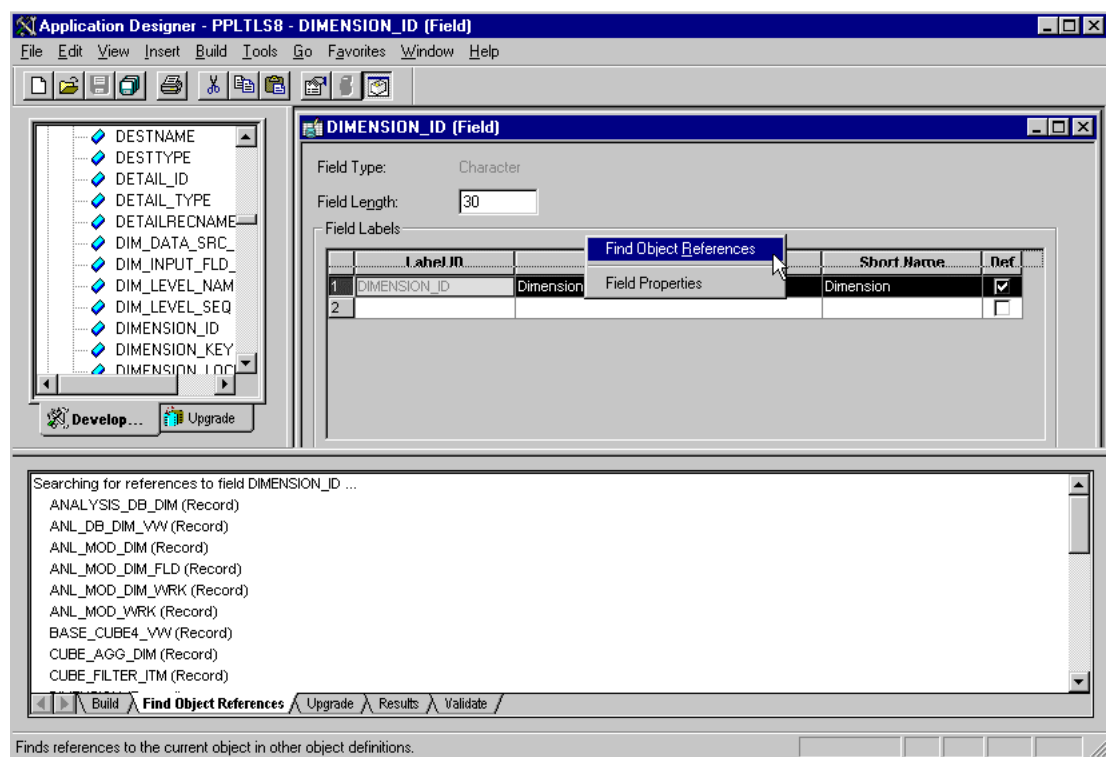 Application Designer - PPLTLS8 - DIMENSION_ID (Field)
File Edit View Insert Build Tools Go Favorites Window Help
DESTNAME
DESTTYPE
DETAIL_ID
DETAIL_TYPE
DETAILRECNAME
DIM_DATA_SRC_
DIM_INPUT_FLD_
DIM_LEVEL_NAM
DIM_LEVEL_SEQ
DIMENSION_ID
DIMENSION_KEY
DIMENSION_LOC
Develop... Upgrade
DIMENSION_ID (Field)
Field Type: Character
Field Length: 30
Field Labels
Label ID Short Name Def.
1 DIMENSION_ID Dimension Dimension
2
Find Object References
Field Properties
Searching for references to field DIMENSION_ID ...
ANALYSIS_DB_DIM (Record)
ANL_DB_DIM_VW (Record)
ANL_MOD_DIM (Record)
ANL_MOD_DIM_FLD (Record)
ANL_MOD_DIM_WRK (Record)
ANL_MOD_WRK (Record)
BASE_CUBE4_VW (Record)
CUBE_AGG_DIM (Record)
CUBE_FILTER_ITM (Record)
Build Find Object References Upgrade Results Validate
Finds references to the current object in other object definitions.